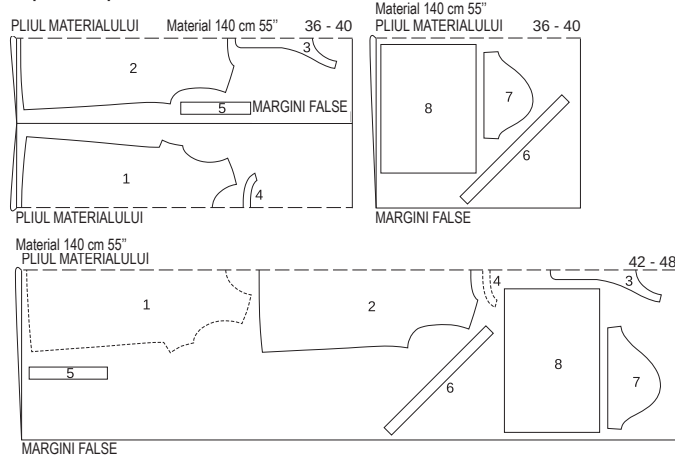 PLIUL MATERIALULUI Material 140 cm 55” 36 - 40
2
3
5 MARGINI FALSE
1
4
PLIUL MATERIALULUI
Material 140 cm 55”
PLIUL MATERIALULUI 36 - 40
8
7
6
MARGINI FALSE
Material 140 cm 55”
PLIUL MATERIALULUI 42 - 48
1
2
4
3
5
6
8
7
MARGINI FALSE